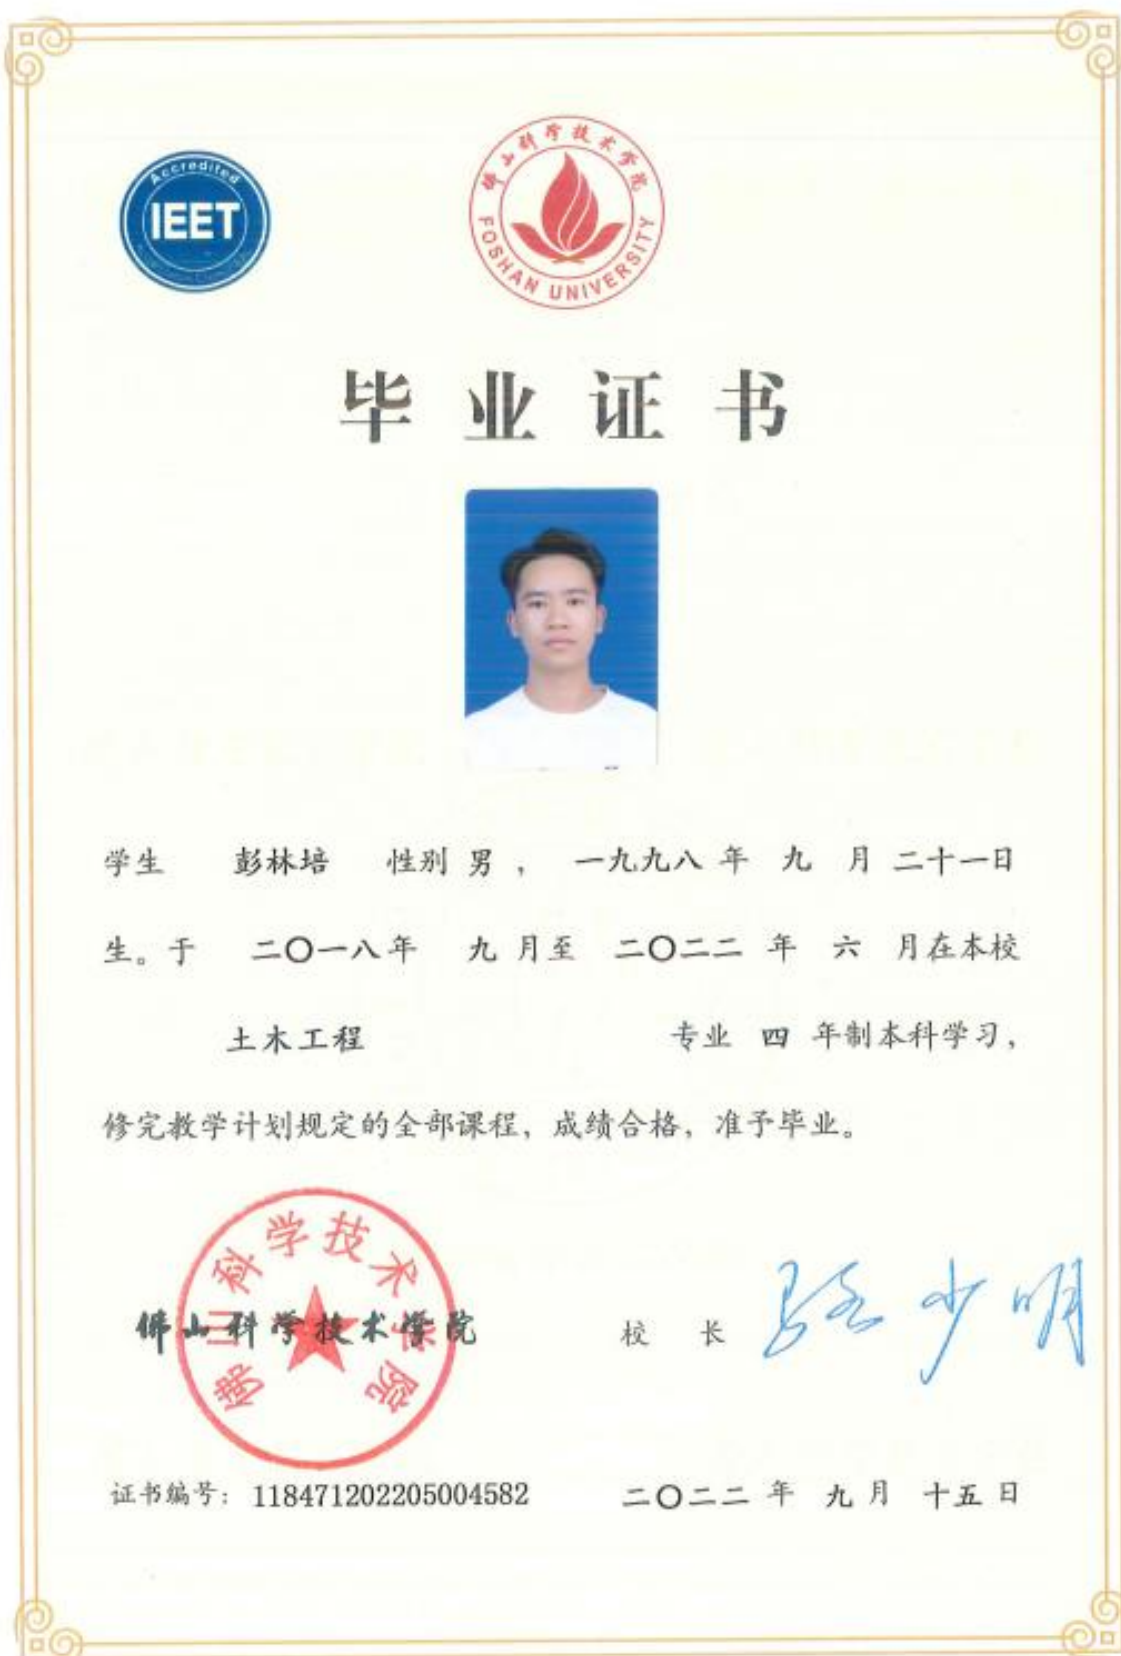 Accredited
IEET
佛山科学技术学院
FOSHAN UNIVERSITY
毕业证书
学生 彭林培 性别 男 , 一九九八 年 九 月 二十一日
生。于 二〇一八年 九 月至 二〇二二 年 六 月在本校
土木工程 专业 四 年制本科学习,
修完教学计划规定的全部课程, 成绩合格, 准予毕业。
佛山科学技术学院
佛山科学技术学院
校 长 骆少明
证书编号: 118471202205004582 二〇二二 年 九 月 十五 日